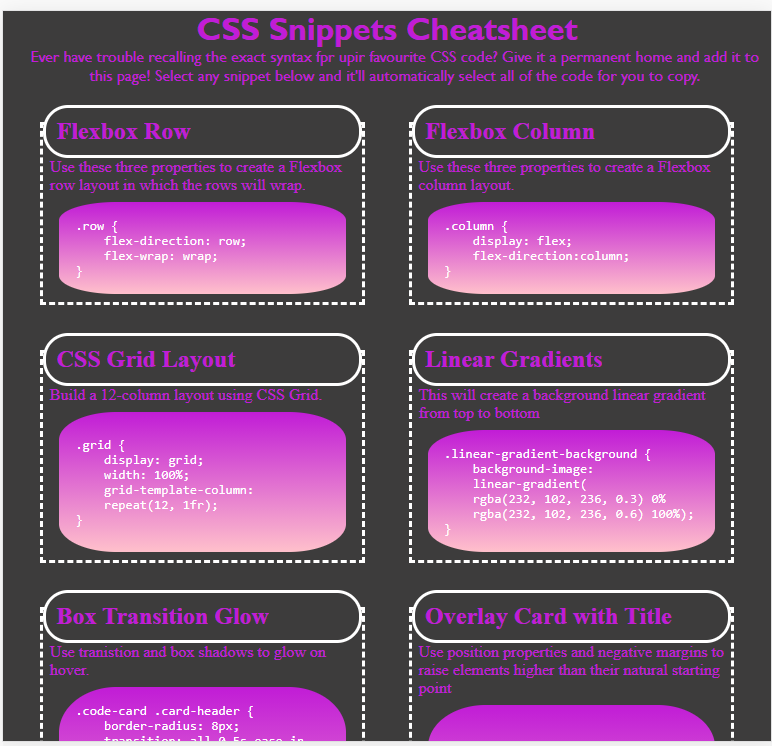 CSS Snippets Cheatsheet
Ever have trouble recalling the exact syntax fpr upir favourite CSS code? Give it a permanent home and add it to
this page! Select any snippet below and it'll automatically select all of the code for you to copy.
Flexbox Row
Use these three properties to create a Flexbox
row layout in which the rows will wrap.
.row {
    flex-direction: row;
    flex-wrap: wrap;
}
Flexbox Column
Use these three properties to create a Flexbox
column layout.
.column {
    display: flex;
    flex-direction:column;
}
CSS Grid Layout
Build a 12-column layout using CSS Grid.
.grid {
    display: grid;
    width: 100%;
    grid-template-column:
    repeat(12, 1fr);
}
Linear Gradients
This will create a background linear gradient
from top to bottom
.linear-gradient-background {
    background-image:
    linear-gradient(
    rgba(232, 102, 236, 0.3) 0%
    rgba(232, 102, 236, 0.6) 100%);
}
Box Transition Glow
Use tranistion and box shadows to glow on
hover.
.code-card .card-header {
    border-radius: 8px;
    transition: all 0.5s ease-in
Overlay Card with Title
Use position properties and negative margins to
raise elements higher than their natural starting
point